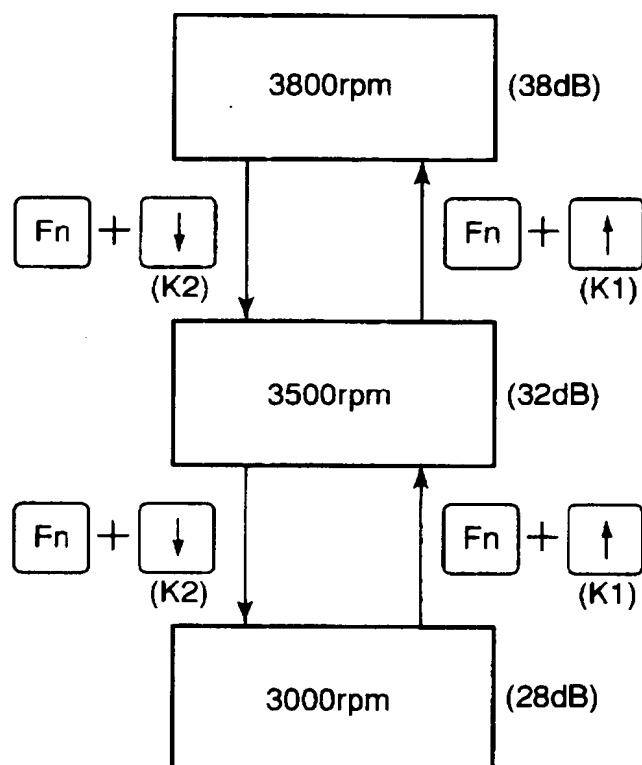 3800rpm (38dB)
Fn + ↓ Fn + ↑
(K2) (K1)
3500rpm (32dB)
Fn + ↓ Fn + ↑
(K2) (K1)
3000rpm (28dB)